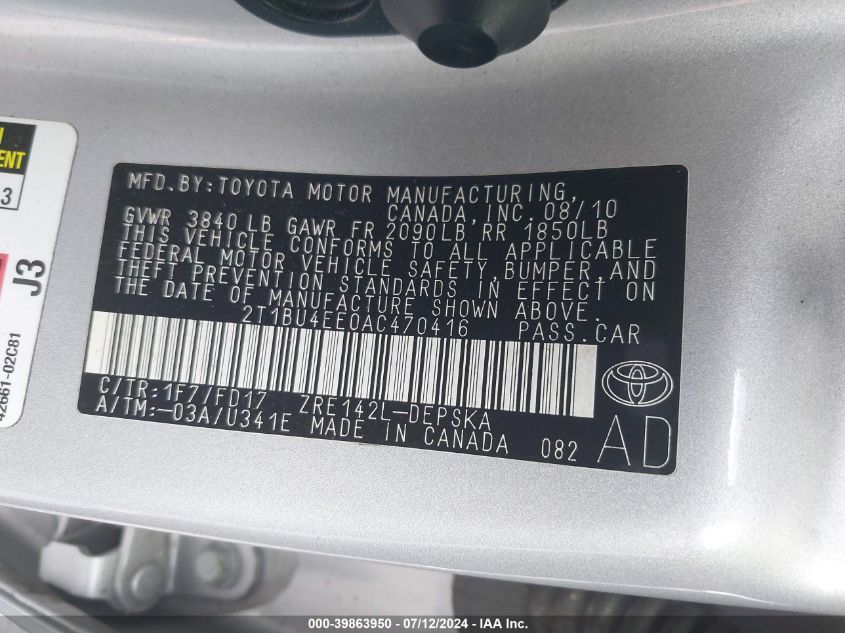 MFD.BY:TOYOTA MOTOR MANUFACTURING,
CANADA,INC. 08/10
GVWR 3840 LB GAWR FR 2090LB RR 1850LB
THIS VEHICLE CONFORMS TO ALL APPLICABLE
FEDERAL MOTOR VEHICLE SAFETY,BUMPER,AND
THEFT PREVENTION STANDARDS IN EFFECT ON
THE DATE OF MANUFACTURE SHOWN ABOVE.
2T1BU4EE0AC470416 PASS.CAR
C/TR:1F7/FD17 ZRE142L-DEPSKA
A/TM:-03A/U341E MADE IN CANADA 082
AD
3
J3
42661-02C81
000-39863950 / 07/12/2024 / IAA Inc.